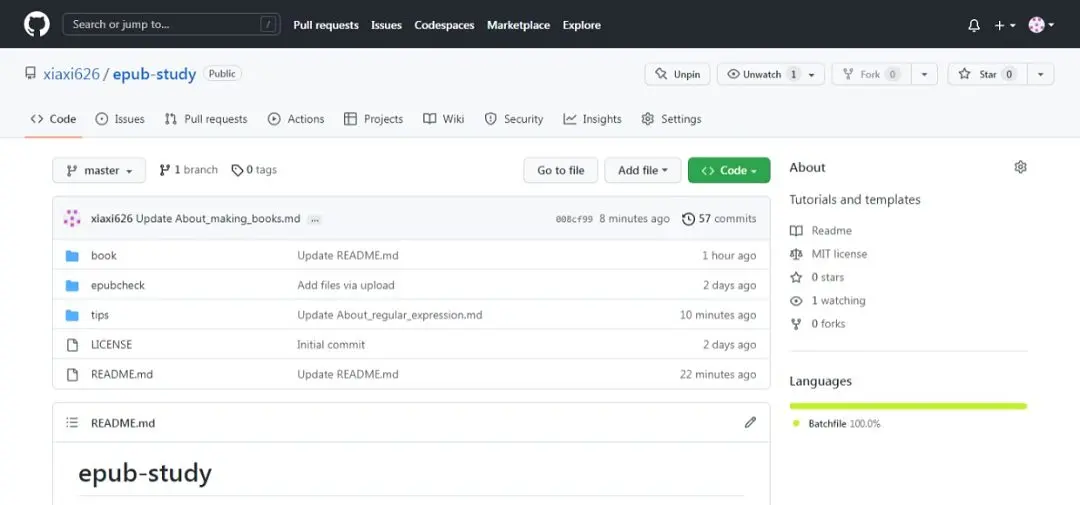 Search or jump to... /
Pull requests Issues Codespaces Marketplace Explore
xiaxi626 / epub-study Public
Unpin Unwatch 1 Fork 0 Star 0
Code Issues Pull requests Actions Projects Wiki Security Insights Settings
master 1 branch 0 tags Go to file Add file Code
xiaxi626 Update About_making_books.md ... 008cf99 8 minutes ago 57 commits
book Update README.md 1 hour ago
epubcheck Add files via upload 2 days ago
tips Update About_regular_expression.md 10 minutes ago
LICENSE Initial commit 2 days ago
README.md Update README.md 22 minutes ago
README.md
epub-study
About
Tutorials and templates
Readme
MIT license
0 stars
1 watching
0 forks
Languages
Batchfile 100.0%